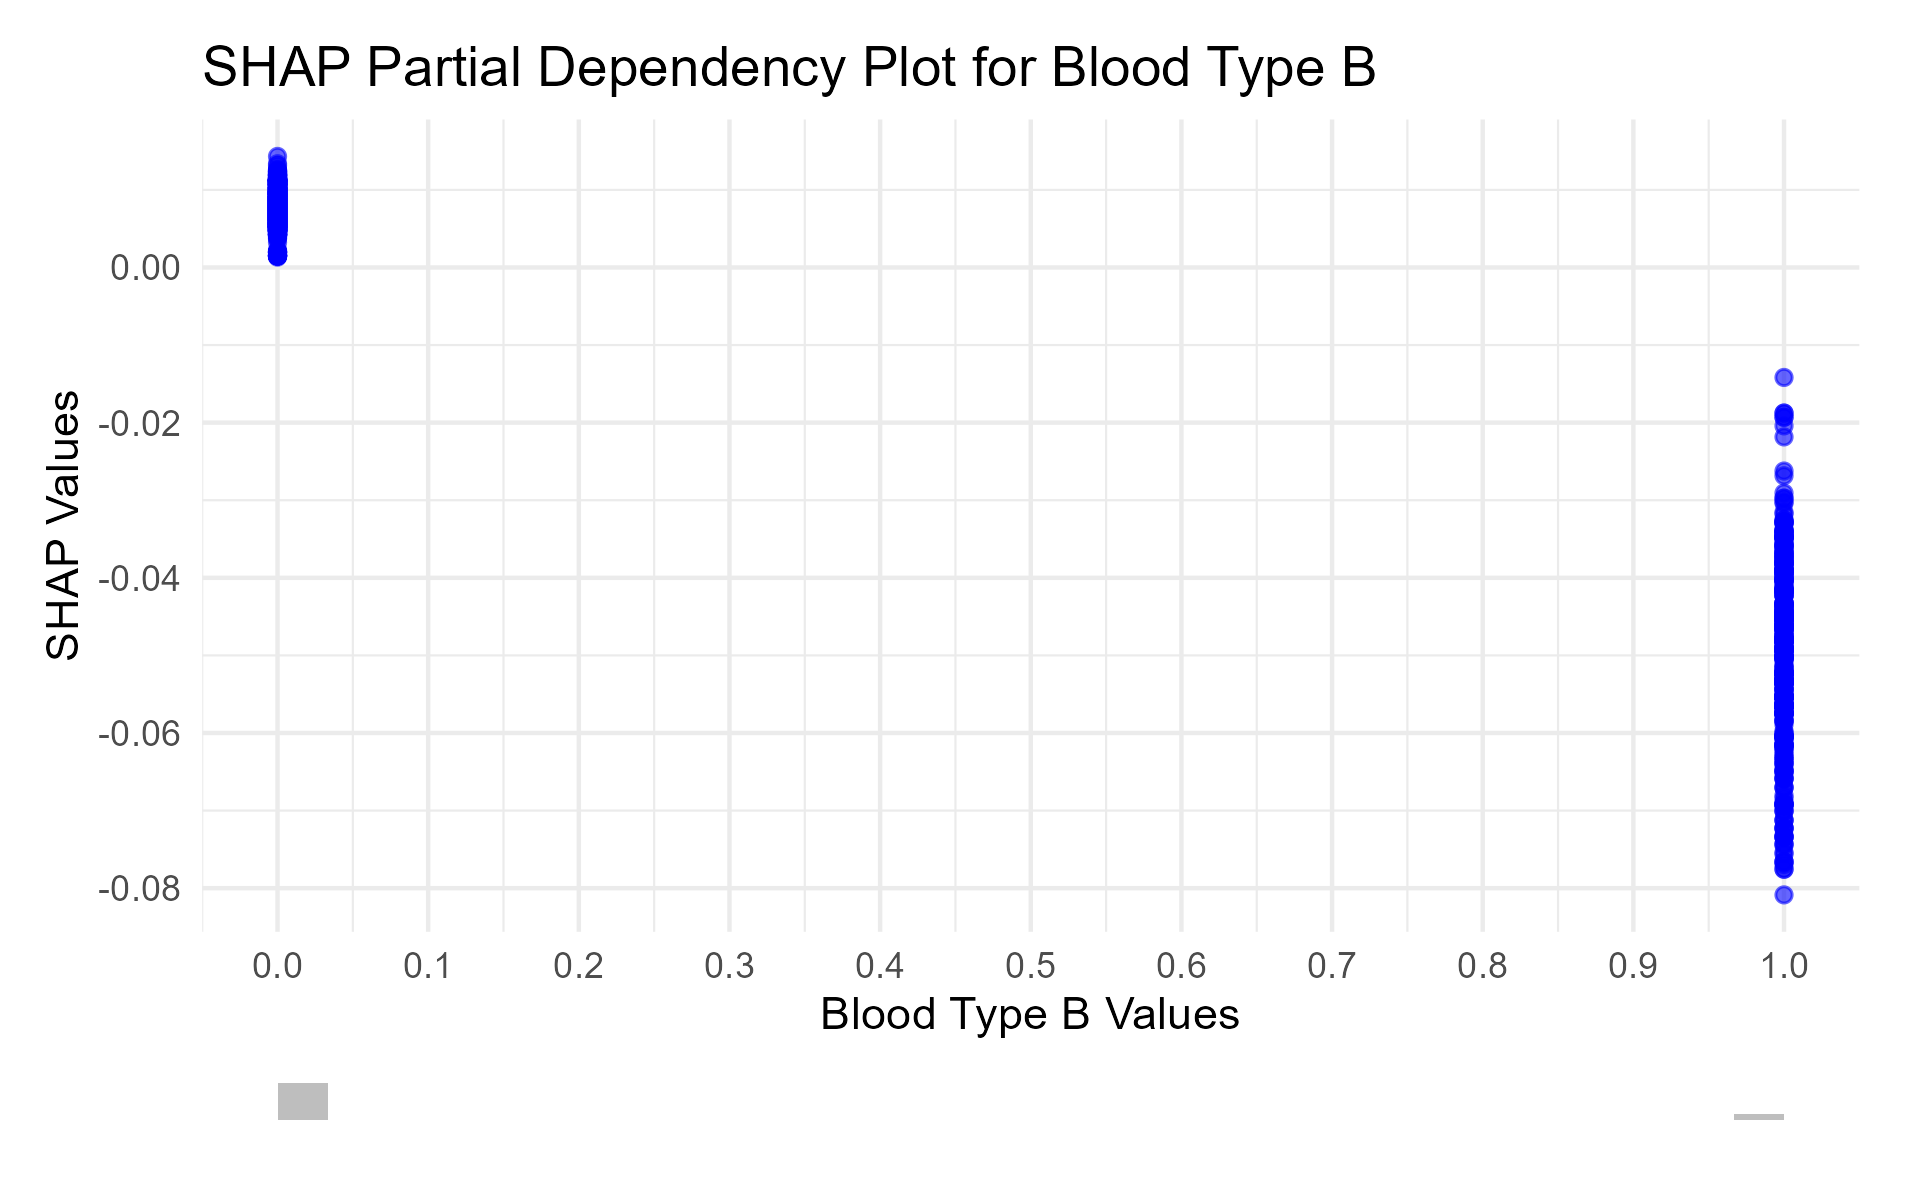 SHAP Partial Dependency Plot for Blood Type B
SHAP Values
0.00
-0.02
-0.04
-0.06
-0.08
0.0 0.1 0.2 0.3 0.4 0.5 0.6 0.7 0.8 0.9 1.0
Blood Type B Values